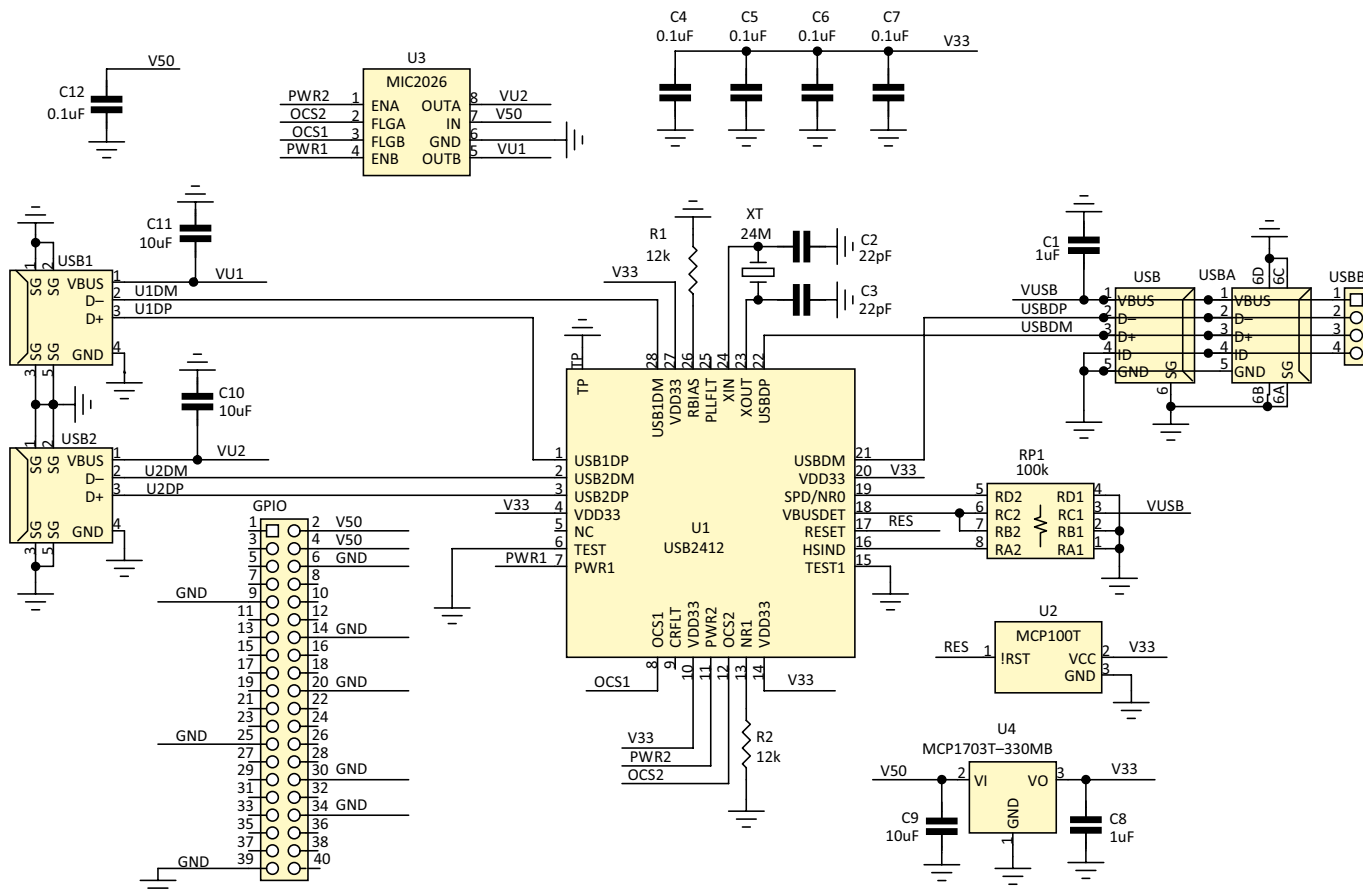 C4 C5 C6 C7
0.1uF 0.1uF 0.1uF 0.1uF
V33
V50
C12
0.1uF
U3
MIC2026
PWR2 1 ENA OUTA 8 VU2
OCS2 2 FLGA IN 7 V50
OCS1 3 FLGB GND 6
PWR1 4 ENB OUTB 5 VU1
C11
10uF
USB1
1 2
SG SG
VBUS 1 VU1
D− 2 U1DM
D+ 3 U1DP
GND 4
SG SG
3 5
C10
10uF
USB2
1 2
SG SG
VBUS 1 VU2
D− 2 U2DM
D+ 3 U2DP
GND 4
SG SG
3 5
R1
12k
V33
XT
24M
C2
22pF
C3
22pF
C1
1uF
VUSB
USBDP
USBDM
USB
1 VBUS
2 D−
3 D+
4 ID
5 GND
SG
6
USBA
6D 6C
1 VBUS
2 D−
3 D+
4 ID
5 GND
SG
6B 6A
USBB
1
2
3
4
TP
TP
28 27 26 25 24 23 22
USB1DM VDD33 RBIAS PLLFLT XIN XOUT USBDP
1 USB1DP
2 USB2DM
3 USB2DP
V33 4 VDD33
5 NC
6 TEST
PWR1 7 PWR1
U1
USB2412
USBDM 21
VDD33 20 V33
SPD/NR0 19
VBUSDET 18
RESET 17 RES
HSIND 16
TEST1 15
OCS1 CRFLT VDD33 PWR2 OCS2 NR1 VDD33
8 9 10 11 12 13 14
OCS1
V33
V33
PWR2
OCS2
R2
12k
RP1
100k
5 RD2 RD1 4
6 RC2 RC1 3 VUSB
7 RB2 RB1 2
8 RA2 RA1 1
GPIO
1 2 V50
3 4 V50
5 6 GND
7 8
GND 9 10
11 12
13 14 GND
15 16
17 18
19 20 GND
21 22
23 24
GND 25 26
27 28
29 30 GND
31 32
33 34 GND
35 36
37 38
GND 39 40
U2
MCP100T
RES 1 !RST VCC 2 V33
GND 3
U4
MCP1703T−330MB
V50 2 VI VO 3 V33
GND
1
C9
10uF
C8
1uF